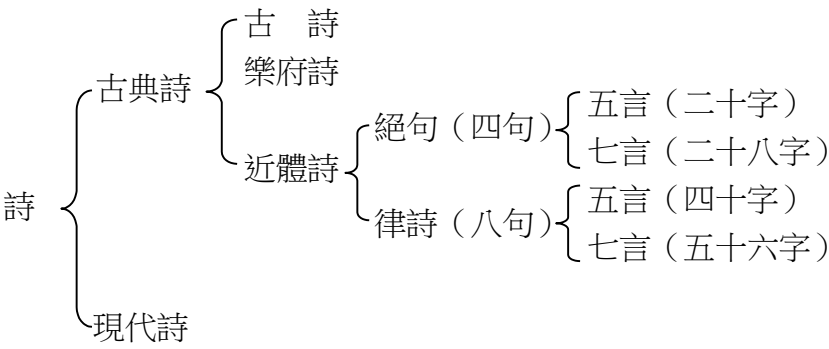 古　詩
樂府詩
古典詩
五言（二十字）
絕句（四句）
七言（二十八字）
近體詩
五言（四十字）
詩
律詩（八句）
七言（五十六字）
現代詩